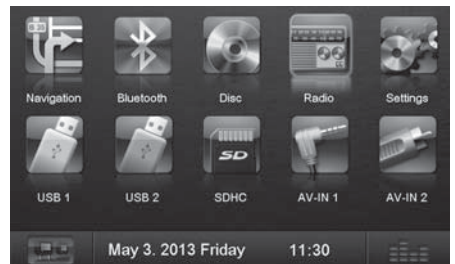 Navigation Bluetooth Disc Radio Settings
SD
USB 1 USB 2 SDHC AV-IN 1 AV-IN 2
May 3. 2013 Friday 11:30